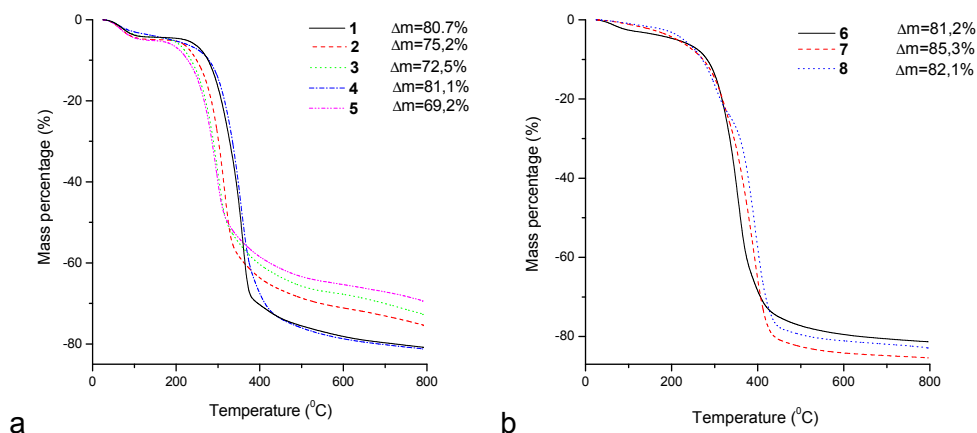 1 Δm=80.7%
2 Δm=75,2%
3 Δm=72,5%
4 Δm=81,1%
5 Δm=69,2%
0
-20
-40
-60
-80
Mass percentage (%)
0 200 400 600 800
Temperature (⁰C)
a
6 Δm=81,2%
7 Δm=85,3%
8 Δm=82,1%
0
-20
-40
-60
-80
Mass percentage (%)
0 200 400 600 800
Temperature (⁰C)
b